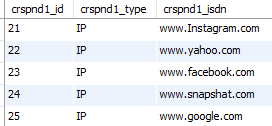 crspnd1_id crspnd1_type crspnd1_isdn
21 IP www.Instagram.com
22 IP www.yahoo.com
23 IP www.facebook.com
24 IP www.snapshat.com
25 IP www.google.com